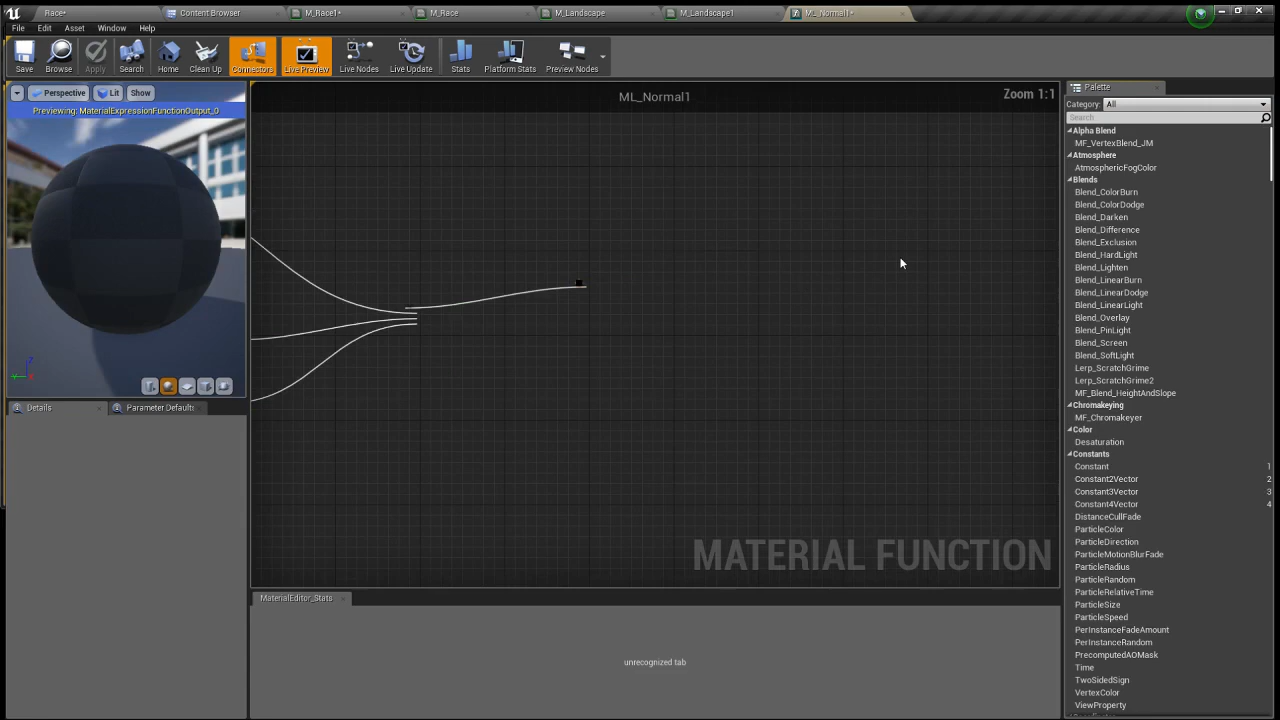 Race*
Content Browser
M_Race1*
M_Race
M_Landscape
M_Landscape1
ML_Normal1*
File Edit Asset Window Help
Save
Browse
Apply
Search
Home
Clean Up
Connectors
Live Preview
Live Nodes
Live Update
Stats
Platform Stats
Preview Nodes
Perspective
Lit
Show
Previewing: MaterialExpressionFunctionOutput_0
ML_Normal1
Zoom 1:1
MATERIAL FUNCTION
Details
Parameter Defaults
MaterialEditor_Stats
unrecognized tab
Palette
Category: All
Search
Alpha Blend
MF_VertexBlend_JM
Atmosphere
AtmosphericFogColor
Blends
Blend_ColorBurn
Blend_ColorDodge
Blend_Darken
Blend_Difference
Blend_Exclusion
Blend_HardLight
Blend_Lighten
Blend_LinearBurn
Blend_LinearDodge
Blend_LinearLight
Blend_Overlay
Blend_PinLight
Blend_Screen
Blend_SoftLight
Lerp_ScratchGrime
Lerp_ScratchGrime2
MF_Blend_HeightAndSlope
Chromakeying
MF_Chromakeyer
Color
Desaturation
Constants
Constant 1
Constant2Vector 2
Constant3Vector 3
Constant4Vector 4
DistanceCullFade
ParticleColor
ParticleDirection
ParticleMotionBlurFade
ParticleRadius
ParticleRandom
ParticleRelativeTime
ParticleSize
ParticleSpeed
PerInstanceFadeAmount
PerInstanceRandom
PrecomputedAOMask
Time
TwoSidedSign
VertexColor
ViewProperty